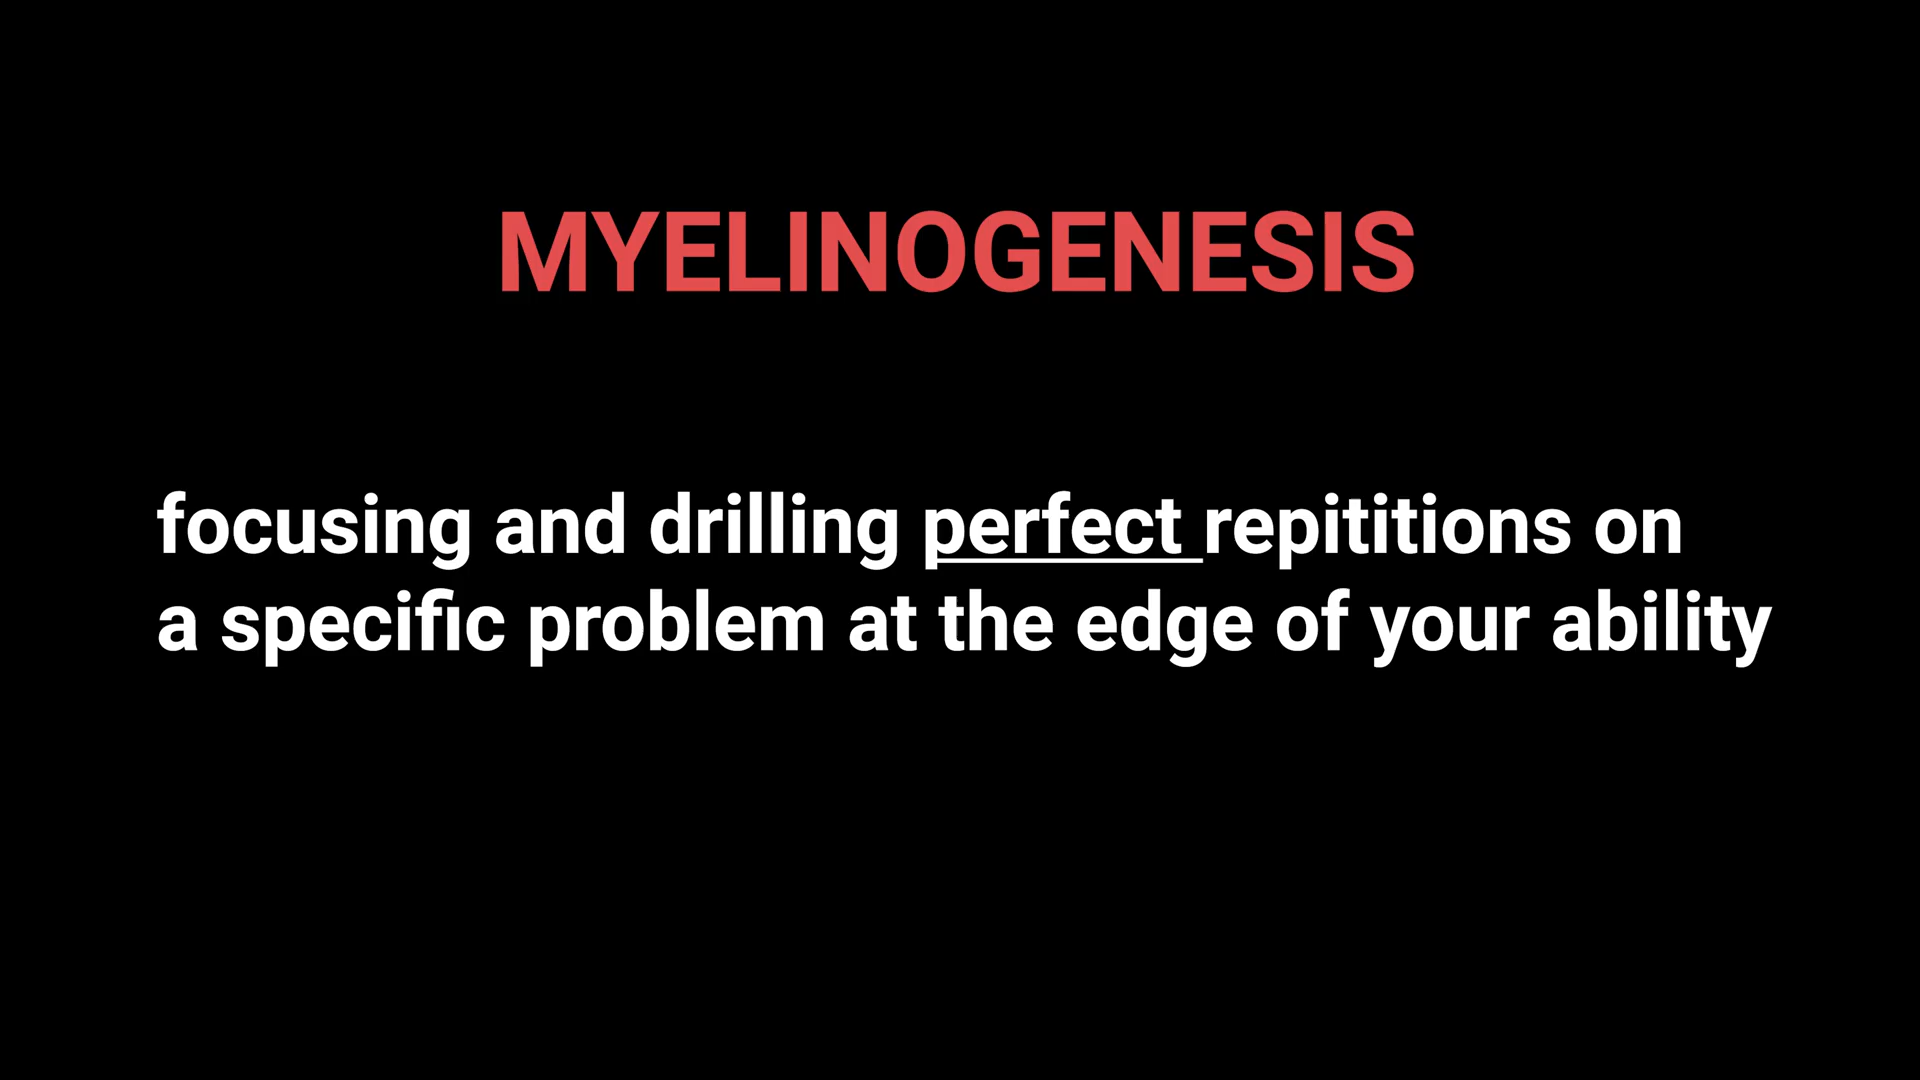 MYELINOGENESIS
focusing and drilling perfect repititions on
a specific problem at the edge of your ability